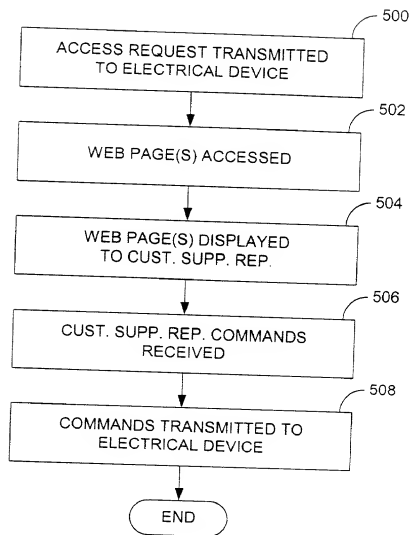 500
ACCESS REQUEST TRANSMITTED
TO ELECTRICAL DEVICE
502
WEB PAGE(S) ACCESSED
504
WEB PAGE(S) DISPLAYED
TO CUST. SUPP. REP.
506
CUST. SUPP. REP. COMMANDS
RECEIVED
508
COMMANDS TRANSMITTED TO
ELECTRICAL DEVICE
END